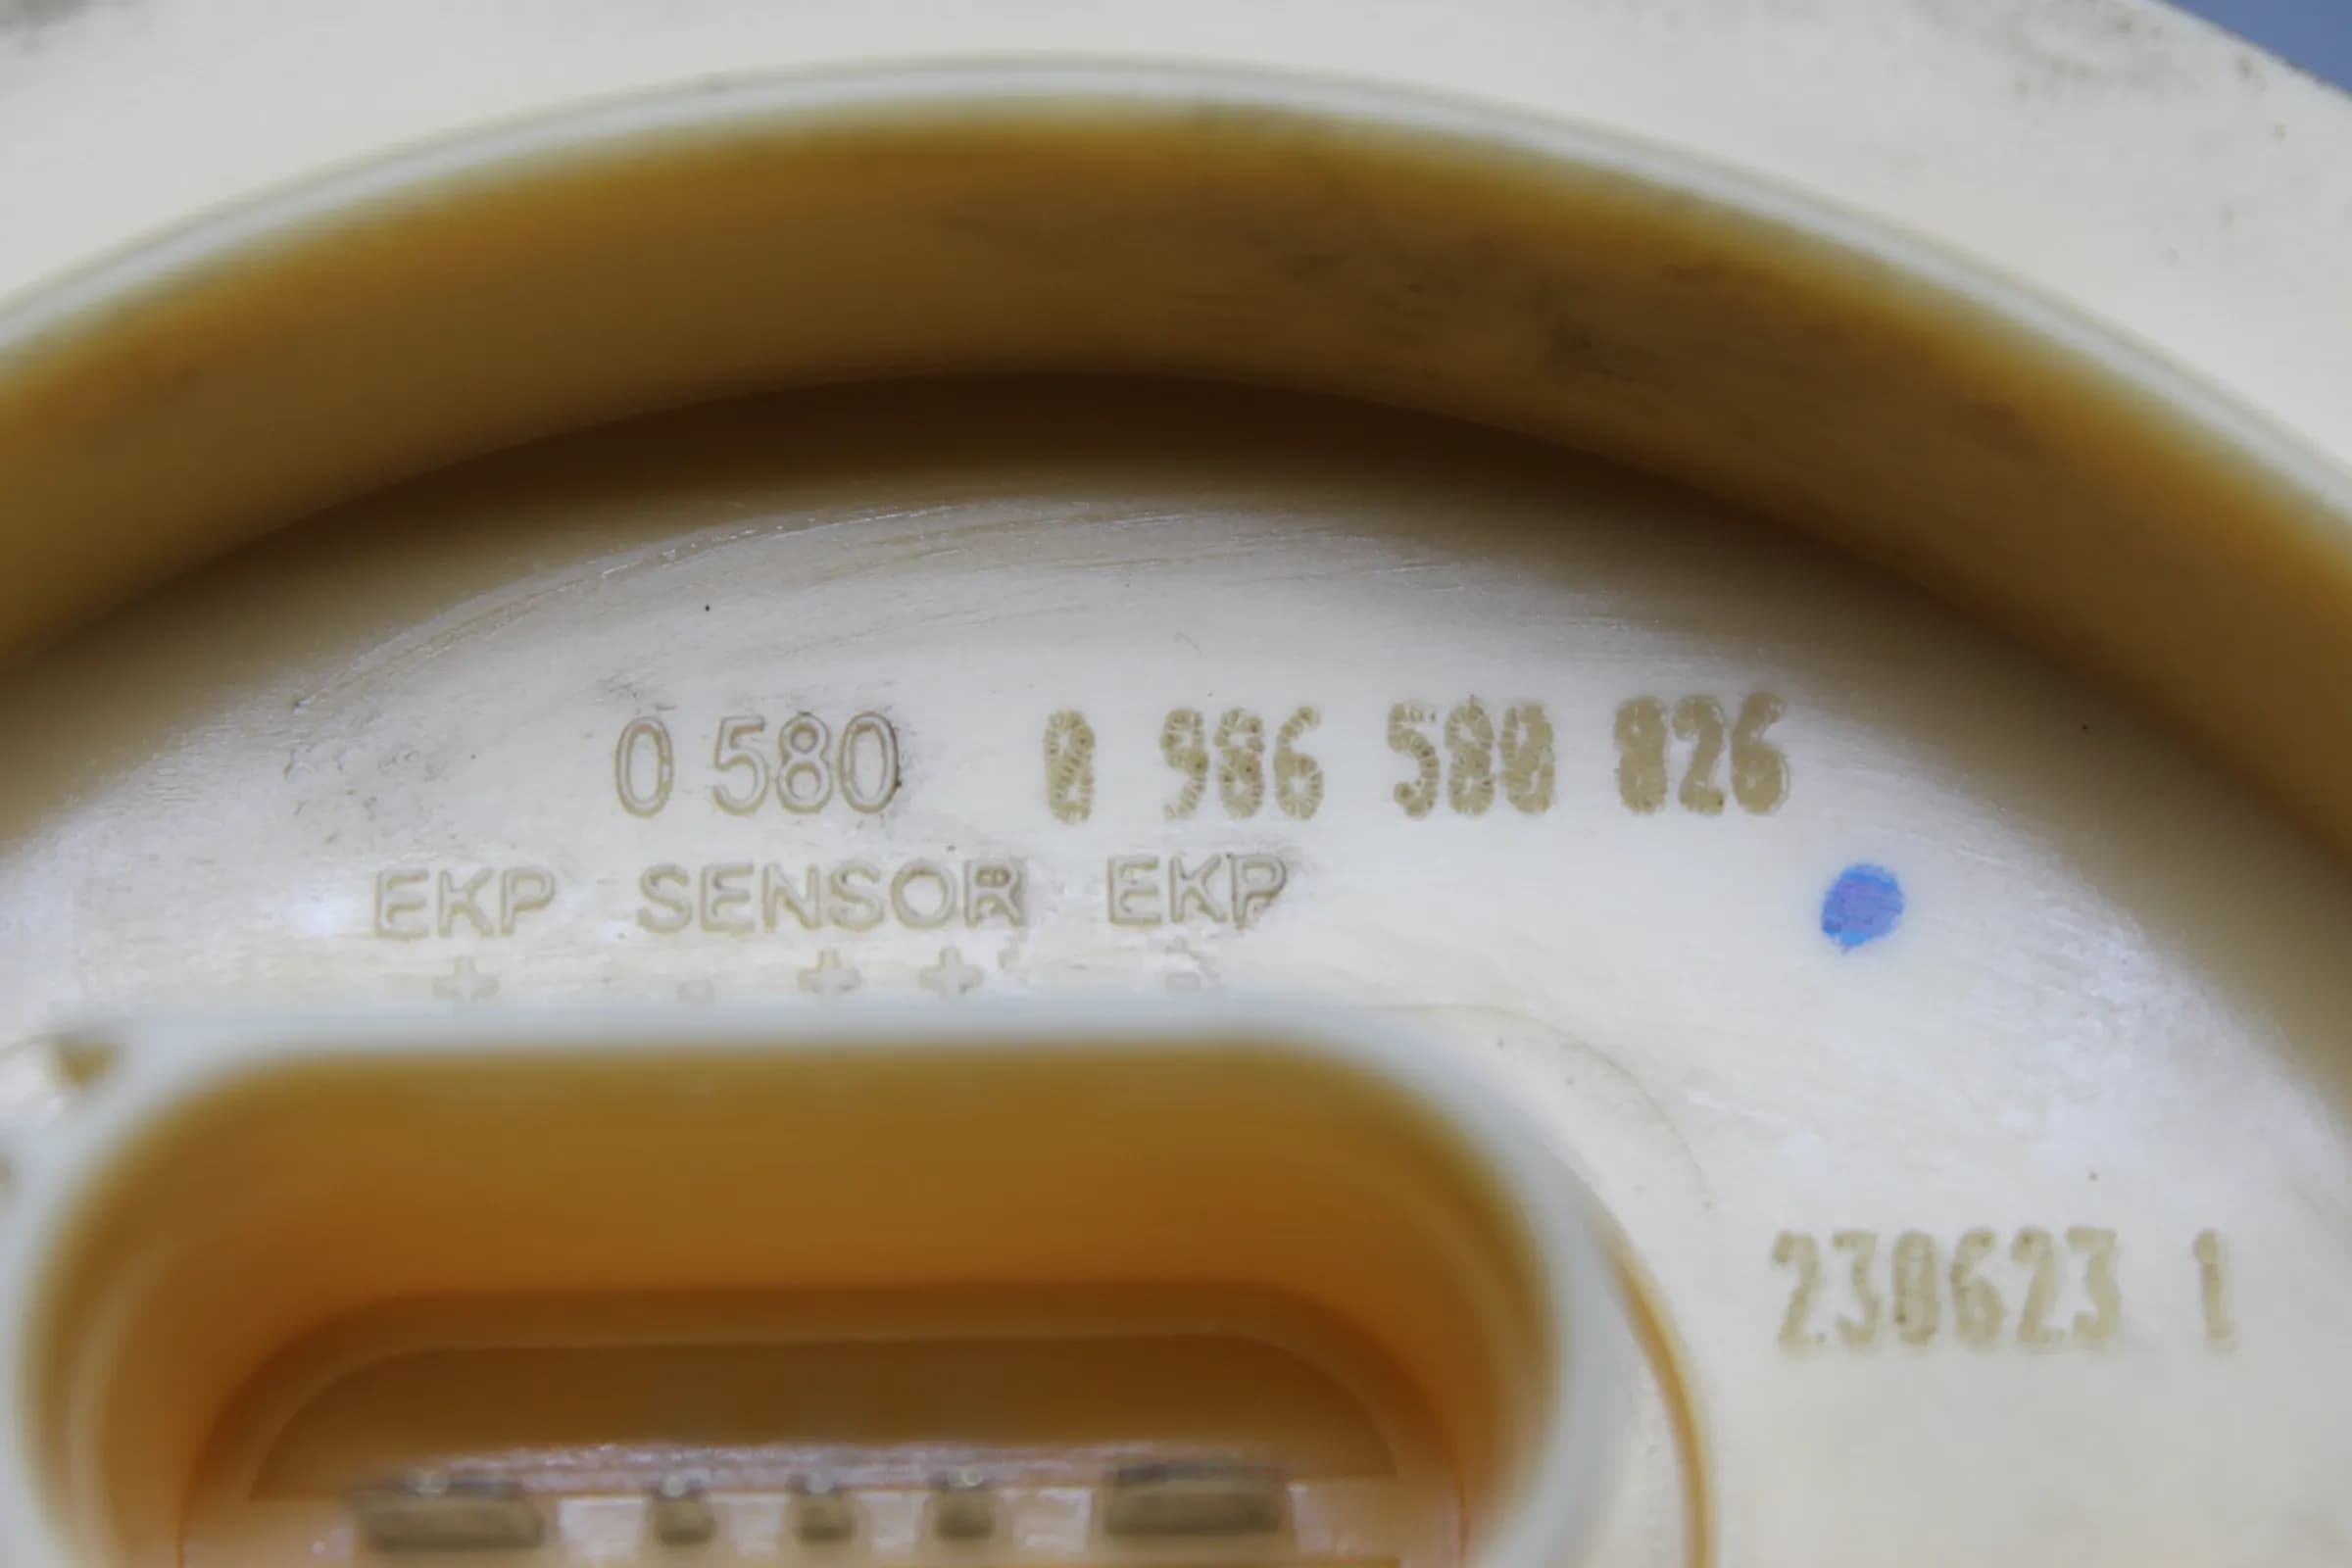 0 580 0 986 580 826
EKP SENSOR EKP
+ - + + -
230623 1